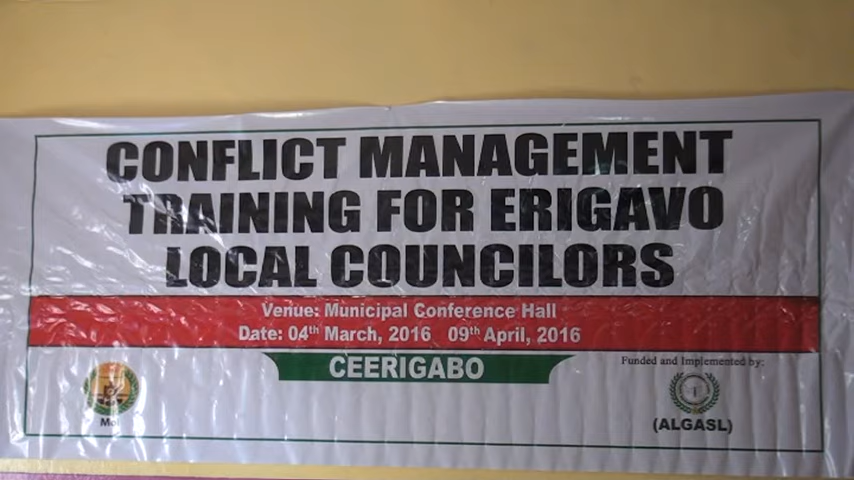 CONFLICT MANAGEMENT
TRAINING FOR ERIGAVO
LOCAL COUNCILORS
Venue: Municipal Conference Hall
Date: 04th March, 2016 09th April, 2016
CEERIGABO
Funded and Implemented by:
MoI
(ALGASL)